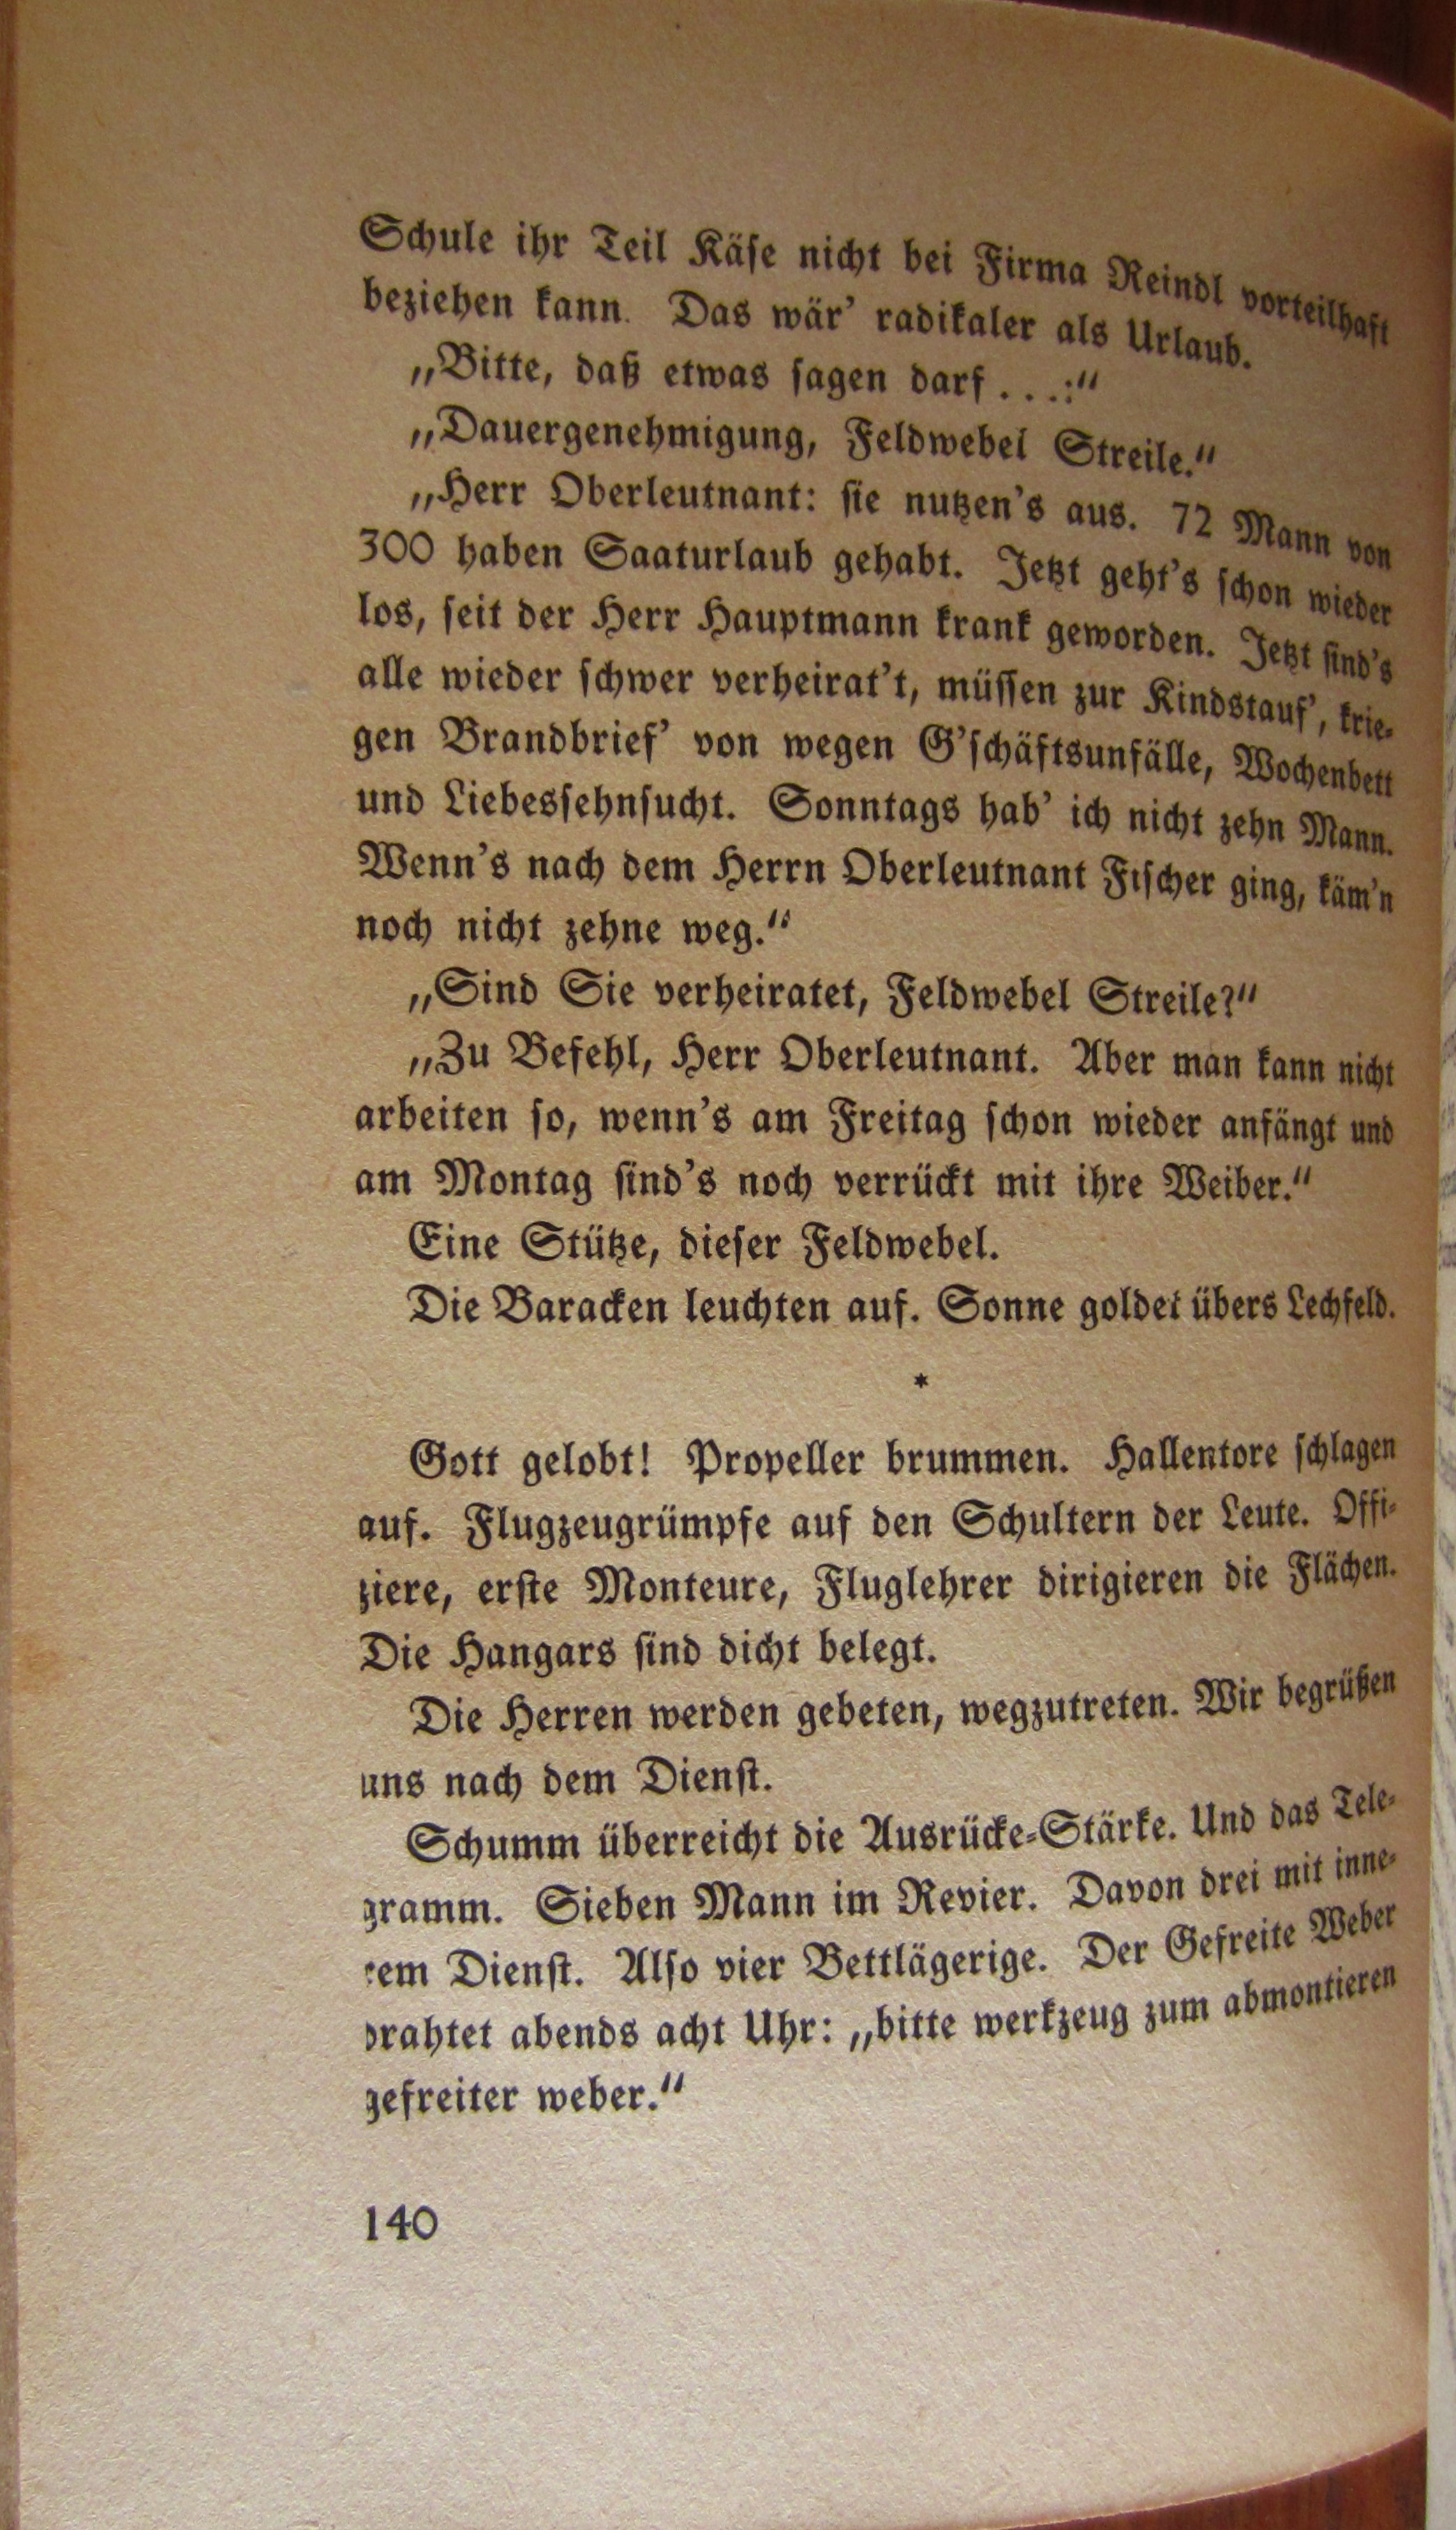 Schule ihr Teil Käse nicht bei Firma Reindl vorteilhaft
beziehen kann. Das wär’ radikaler als Urlaub.
„Bitte, daß etwas sagen darf . . .:“
„Dauergenehmigung, Feldwebel Streile.“
„Herr Oberleutnant: sie nutzen’s aus. 72 Mann von
300 haben Saaturlaub gehabt. Jetzt geht’s schon wieder
los, seit der Herr Hauptmann krank geworden. Jetzt sind’s
alle wieder schwer verheirat’t, müssen zur Kindstauf’, krie-
gen Brandbrief’ von wegen G’schäftsunfälle, Wochenbett
und Liebessehnsucht. Sonntags hab’ ich nicht zehn Mann.
Wenn’s nach dem Herrn Oberleutnant Fischer ging, käm’n
noch nicht zehne weg.“
„Sind Sie verheiratet, Feldwebel Streile?“
„Zu Befehl, Herr Oberleutnant. Aber man kann nicht
arbeiten so, wenn’s am Freitag schon wieder anfängt und
am Montag sind’s noch verrückt mit ihre Weiber.“
Eine Stütze, dieser Feldwebel.
Die Baracken leuchten auf. Sonne goldet übers Lechfeld.
*
Gott gelobt! Propeller brummen. Hallentore schlagen
auf. Flugzeugrümpfe auf den Schultern der Leute. Offi-
ziere, erste Monteure, Fluglehrer dirigieren die Flächen.
Die Hangars sind dicht belegt.
Die Herren werden gebeten, wegzutreten. Wir begrüßen
uns nach dem Dienst.
Schumm überreicht die Ausrücke-Stärke. Und das Tele-
gramm. Sieben Mann im Revier. Davon drei mit inne-
rem Dienst. Also vier Bettlägerige. Der Gefreite Weber
drahtet abends acht Uhr: „bitte werkzeug zum abmontieren
gefreiter weber.“
140